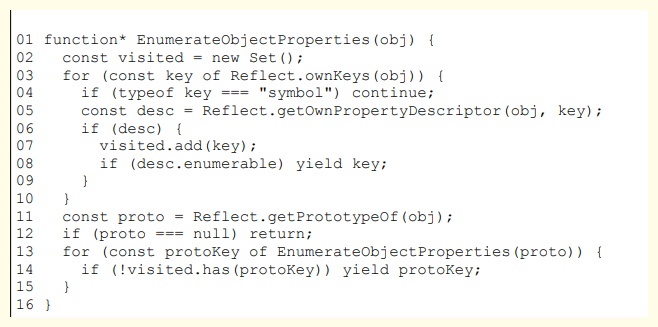 01 function* EnumerateObjectProperties(obj) {
02   const visited = new Set();
03   for (const key of Reflect.ownKeys(obj)) {
04     if (typeof key === "symbol") continue;
05     const desc = Reflect.getOwnPropertyDescriptor(obj, key);
06     if (desc) {
07       visited.add(key);
08       if (desc.enumerable) yield key;
09     }
10   }
11   const proto = Reflect.getPrototypeOf(obj);
12   if (proto === null) return;
13   for (const protoKey of EnumerateObjectProperties(proto)) {
14     if (!visited.has(protoKey)) yield protoKey;
15   }
16 }